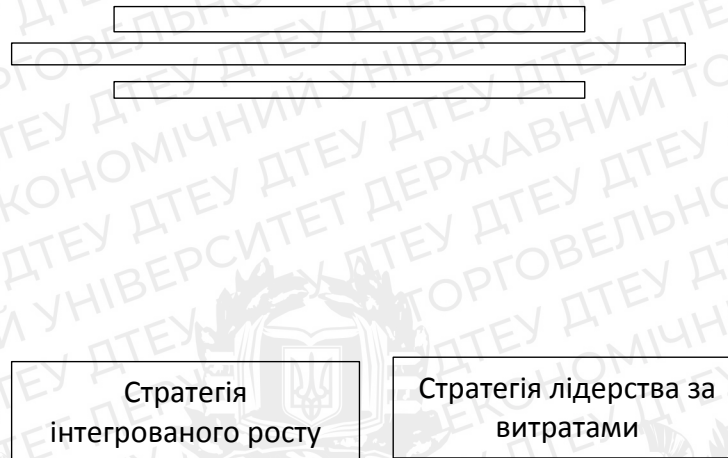 Стратегія
інтегрованого росту
Стратегія лідерства за
витратами